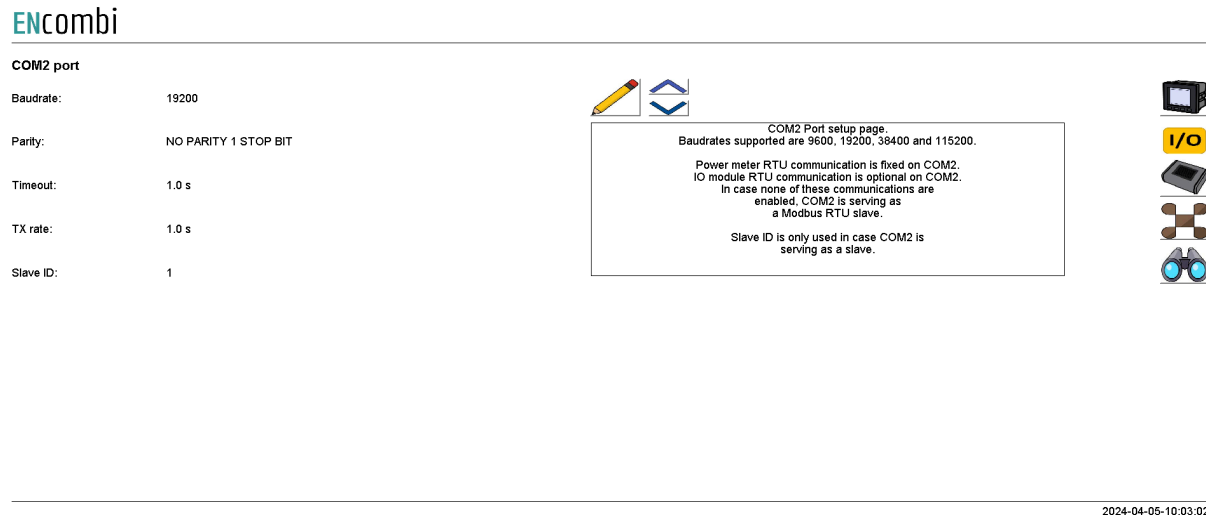 ENcombi
COM2 port
Baudrate: 19200
Parity: NO PARITY 1 STOP BIT
Timeout: 1.0 s
TX rate: 1.0 s
Slave ID: 1
COM2 Port setup page.
Baudrates supported are 9600, 19200, 38400 and 115200.
Power meter RTU communication is fixed on COM2.
IO module RTU communication is optional on COM2.
In case none of these communications are
enabled, COM2 is serving as
a Modbus RTU slave.
Slave ID is only used in case COM2 is
serving as a slave.
I/O
2024-04-05-10:03:02